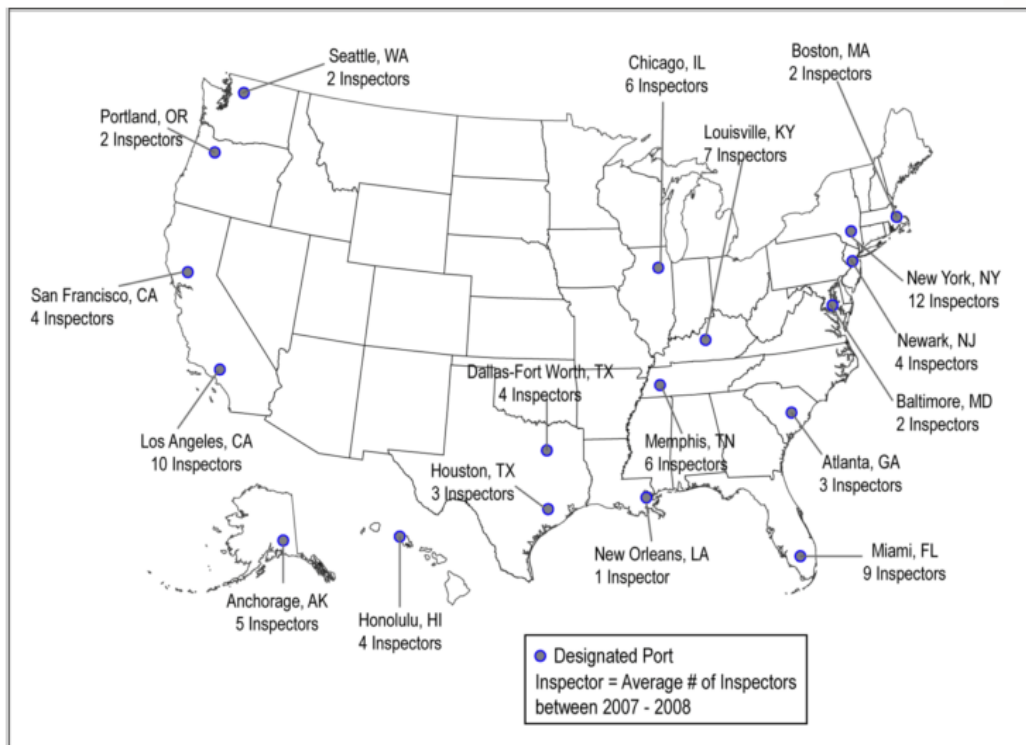 Seattle, WA
2 Inspectors
Portland, OR
2 Inspectors
Chicago, IL
6 Inspectors
Boston, MA
2 Inspectors
Louisville, KY
7 Inspectors
San Francisco, CA
4 Inspectors
New York, NY
12 Inspectors
Newark, NJ
4 Inspectors
Dallas-Fort Worth, TX
4 Inspectors
Baltimore, MD
2 Inspectors
Los Angeles, CA
10 Inspectors
Houston, TX
3 Inspectors
Memphis, TN
6 Inspectors
Atlanta, GA
3 Inspectors
New Orleans, LA
1 Inspector
Miami, FL
9 Inspectors
Anchorage, AK
5 Inspectors
Honolulu, HI
4 Inspectors
Designated Port
Inspector = Average # of Inspectors
between 2007 - 2008